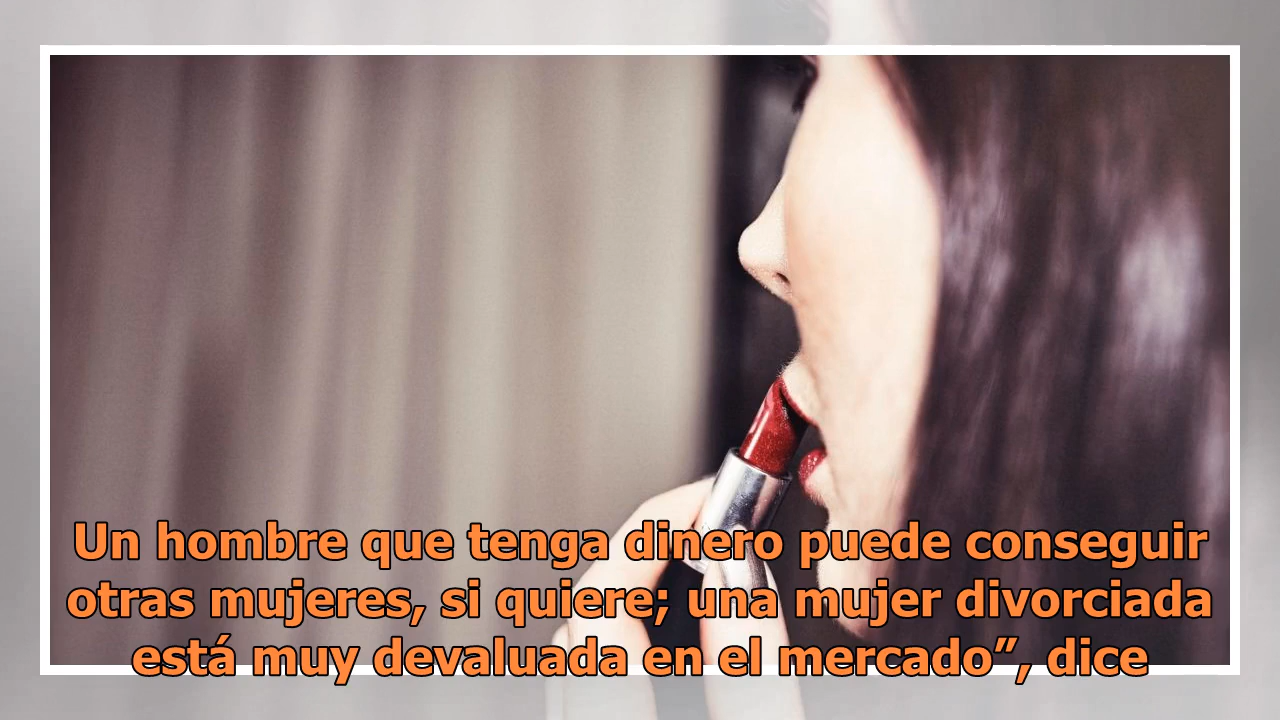 Un hombre que tenga dinero puede conseguir
otras mujeres, si quiere; una mujer divorciada
está muy devaluada en el mercado”, dice